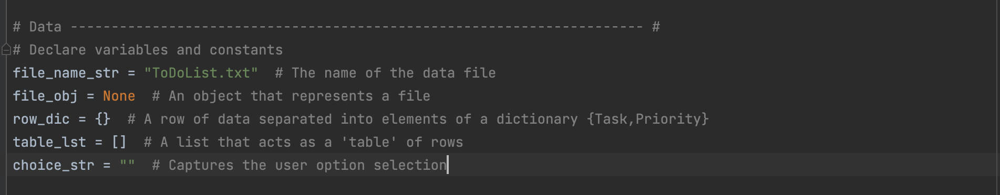 # Data ---------------------------------------------------------------------- #
# Declare variables and constants
file_name_str = "ToDoList.txt"  # The name of the data file
file_obj = None  # An object that represents a file
row_dic = {}  # A row of data separated into elements of a dictionary {Task,Priority}
table_lst = []  # A list that acts as a 'table' of rows
choice_str = ""  # Captures the user option selection